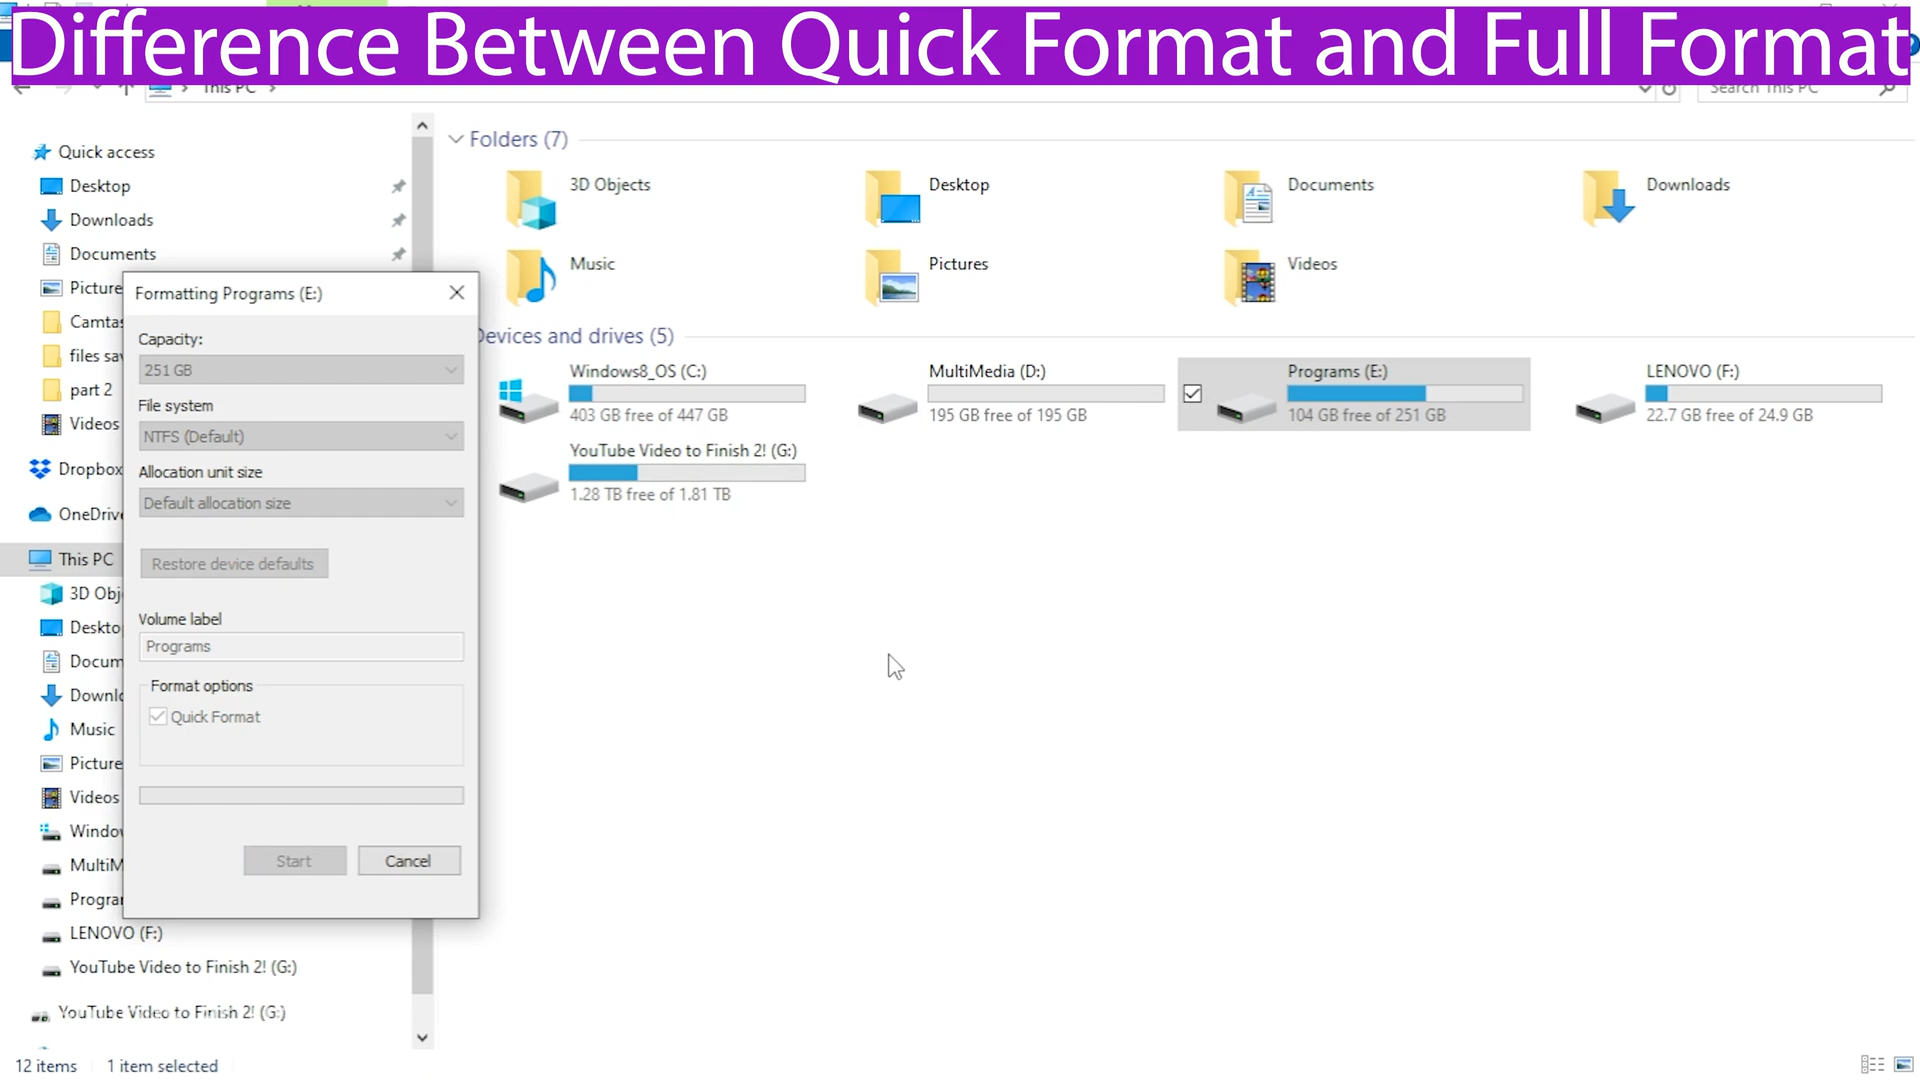 Difference Between Quick Format and Full Format
This PC
Search This PC
Quick access
Desktop
Downloads
Documents
Picture
Camtas
files sav
part 2
Videos
Dropbox
OneDrive
This PC
3D Obj
Deskto
Docum
Downlo
Music
Picture
Videos
Window
MultiM
Program
LENOVO (F:)
YouTube Video to Finish 2! (G:)
YouTube Video to Finish 2! (G:)
Formatting Programs (E:)
Capacity:
251 GB
File system
NTFS (Default)
Allocation unit size
Default allocation size
Restore device defaults
Volume label
Programs
Format options
Quick Format
Start
Cancel
Folders (7)
3D Objects
Desktop
Documents
Downloads
Music
Pictures
Videos
Devices and drives (5)
Windows8_OS (C:)
403 GB free of 447 GB
MultiMedia (D:)
195 GB free of 195 GB
Programs (E:)
104 GB free of 251 GB
LENOVO (F:)
22.7 GB free of 24.9 GB
YouTube Video to Finish 2! (G:)
1.28 TB free of 1.81 TB
12 items
1 item selected